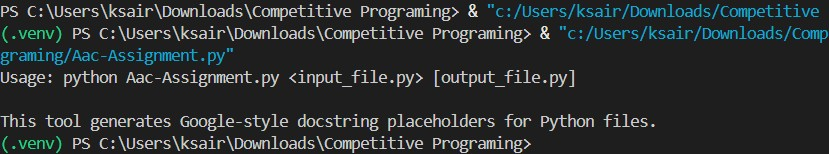 PS C:\Users\ksair\Downloads\Competitive Programing> & "c:/Users/ksair/Downloads/Competitive
(.venv) PS C:\Users\ksair\Downloads\Competitive Programing> & "c:/Users/ksair/Downloads/Comp
graming/Aac-Assignment.py"
Usage: python Aac-Assignment.py <input_file.py> [output_file.py]
This tool generates Google-style docstring placeholders for Python files.
(.venv) PS C:\Users\ksair\Downloads\Competitive Programing>